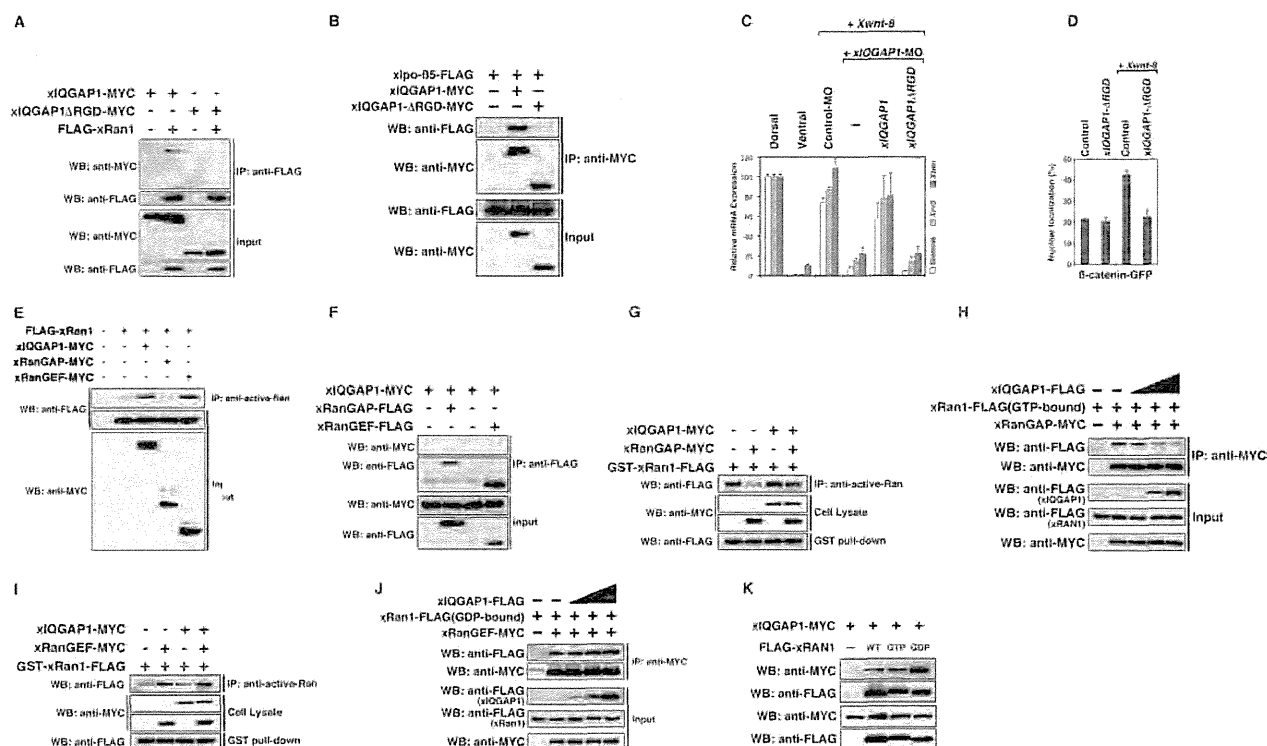 A
xIQGAP1-MYC + + - -
xIQGAP1ΔRGD-MYC - - + +
FLAG-xRan1 - + - +
WB: anti-MYC
IP: anti-FLAG
WB: anti-FLAG
WB: anti-MYC
Input
WB: anti-FLAG
B
xIpo-ß5-FLAG + + +
xIQGAP1-MYC - + -
xIQGAP1-ΔRGD-MYC - - +
WB: anti-FLAG
WB: anti-MYC
IP: anti-MYC
WB: anti-FLAG
WB: anti-MYC
Input
C
+ Xwnt-8
+ xIQGAP1-MO
Dorsal
Ventral
Control-MO
-
xIQGAP1
xIQGAP1ΔRGD
Relative mRNA Expression
D
+ Xwnt-8
Control
xIQGAP1-ΔRGD
Control
xIQGAP1-ΔRGD
Nuclear localization (%)
ß-catenin-GFP
E
FLAG-xRan1 - + + + +
xIQGAP1-MYC - - + - -
xRanGAP-MYC - - - + -
xRanGEF-MYC - - - - +
WB: anti-FLAG
IP: anti-active-Ran
WB: anti-MYC
Input
F
xIQGAP1-MYC + + + +
xRanGAP-FLAG - + - -
xRanGEF-FLAG - - - +
WB: anti-MYC
WB: anti-FLAG
IP: anti-FLAG
WB: anti-MYC
WB: anti-FLAG
Input
G
xIQGAP1-MYC - - + +
xRanGAP-MYC - + - +
GST-xRan1-FLAG + + + +
WB: anti-FLAG
IP: anti-active-Ran
WB: anti-MYC
Cell Lysate
WB: anti-FLAG
GST pull-down
H
xIQGAP1-FLAG - -
xRan1-FLAG(GTP-bound) + + + + +
xRanGAP-MYC - + + + +
WB: anti-FLAG
WB: anti-MYC
IP: anti-MYC
WB: anti-FLAG
(xIQGAP1)
WB: anti-FLAG
(xRAN1)
Input
WB: anti-MYC
I
xIQGAP1-MYC - - + +
xRanGEF-MYC - + - +
GST-xRan1-FLAG + + + +
WB: anti-FLAG
IP: anti-active-Ran
WB: anti-MYC
Cell Lysate
WB: anti-FLAG
GST pull-down
J
xIQGAP1-FLAG - -
xRan1-FLAG(GDP-bound) + + + + +
xRanGEF-MYC - + + + +
WB: anti-FLAG
WB: anti-MYC
IP: anti-MYC
WB: anti-FLAG
(xIQGAP1)
WB: anti-FLAG
(xRan1)
Input
WB: anti-MYC
K
xIQGAP1-MYC + + + +
FLAG-xRAN1 - WT GTP GDP
WB: anti-MYC
WB: anti-FLAG
WB: anti-MYC
WB: anti-FLAG